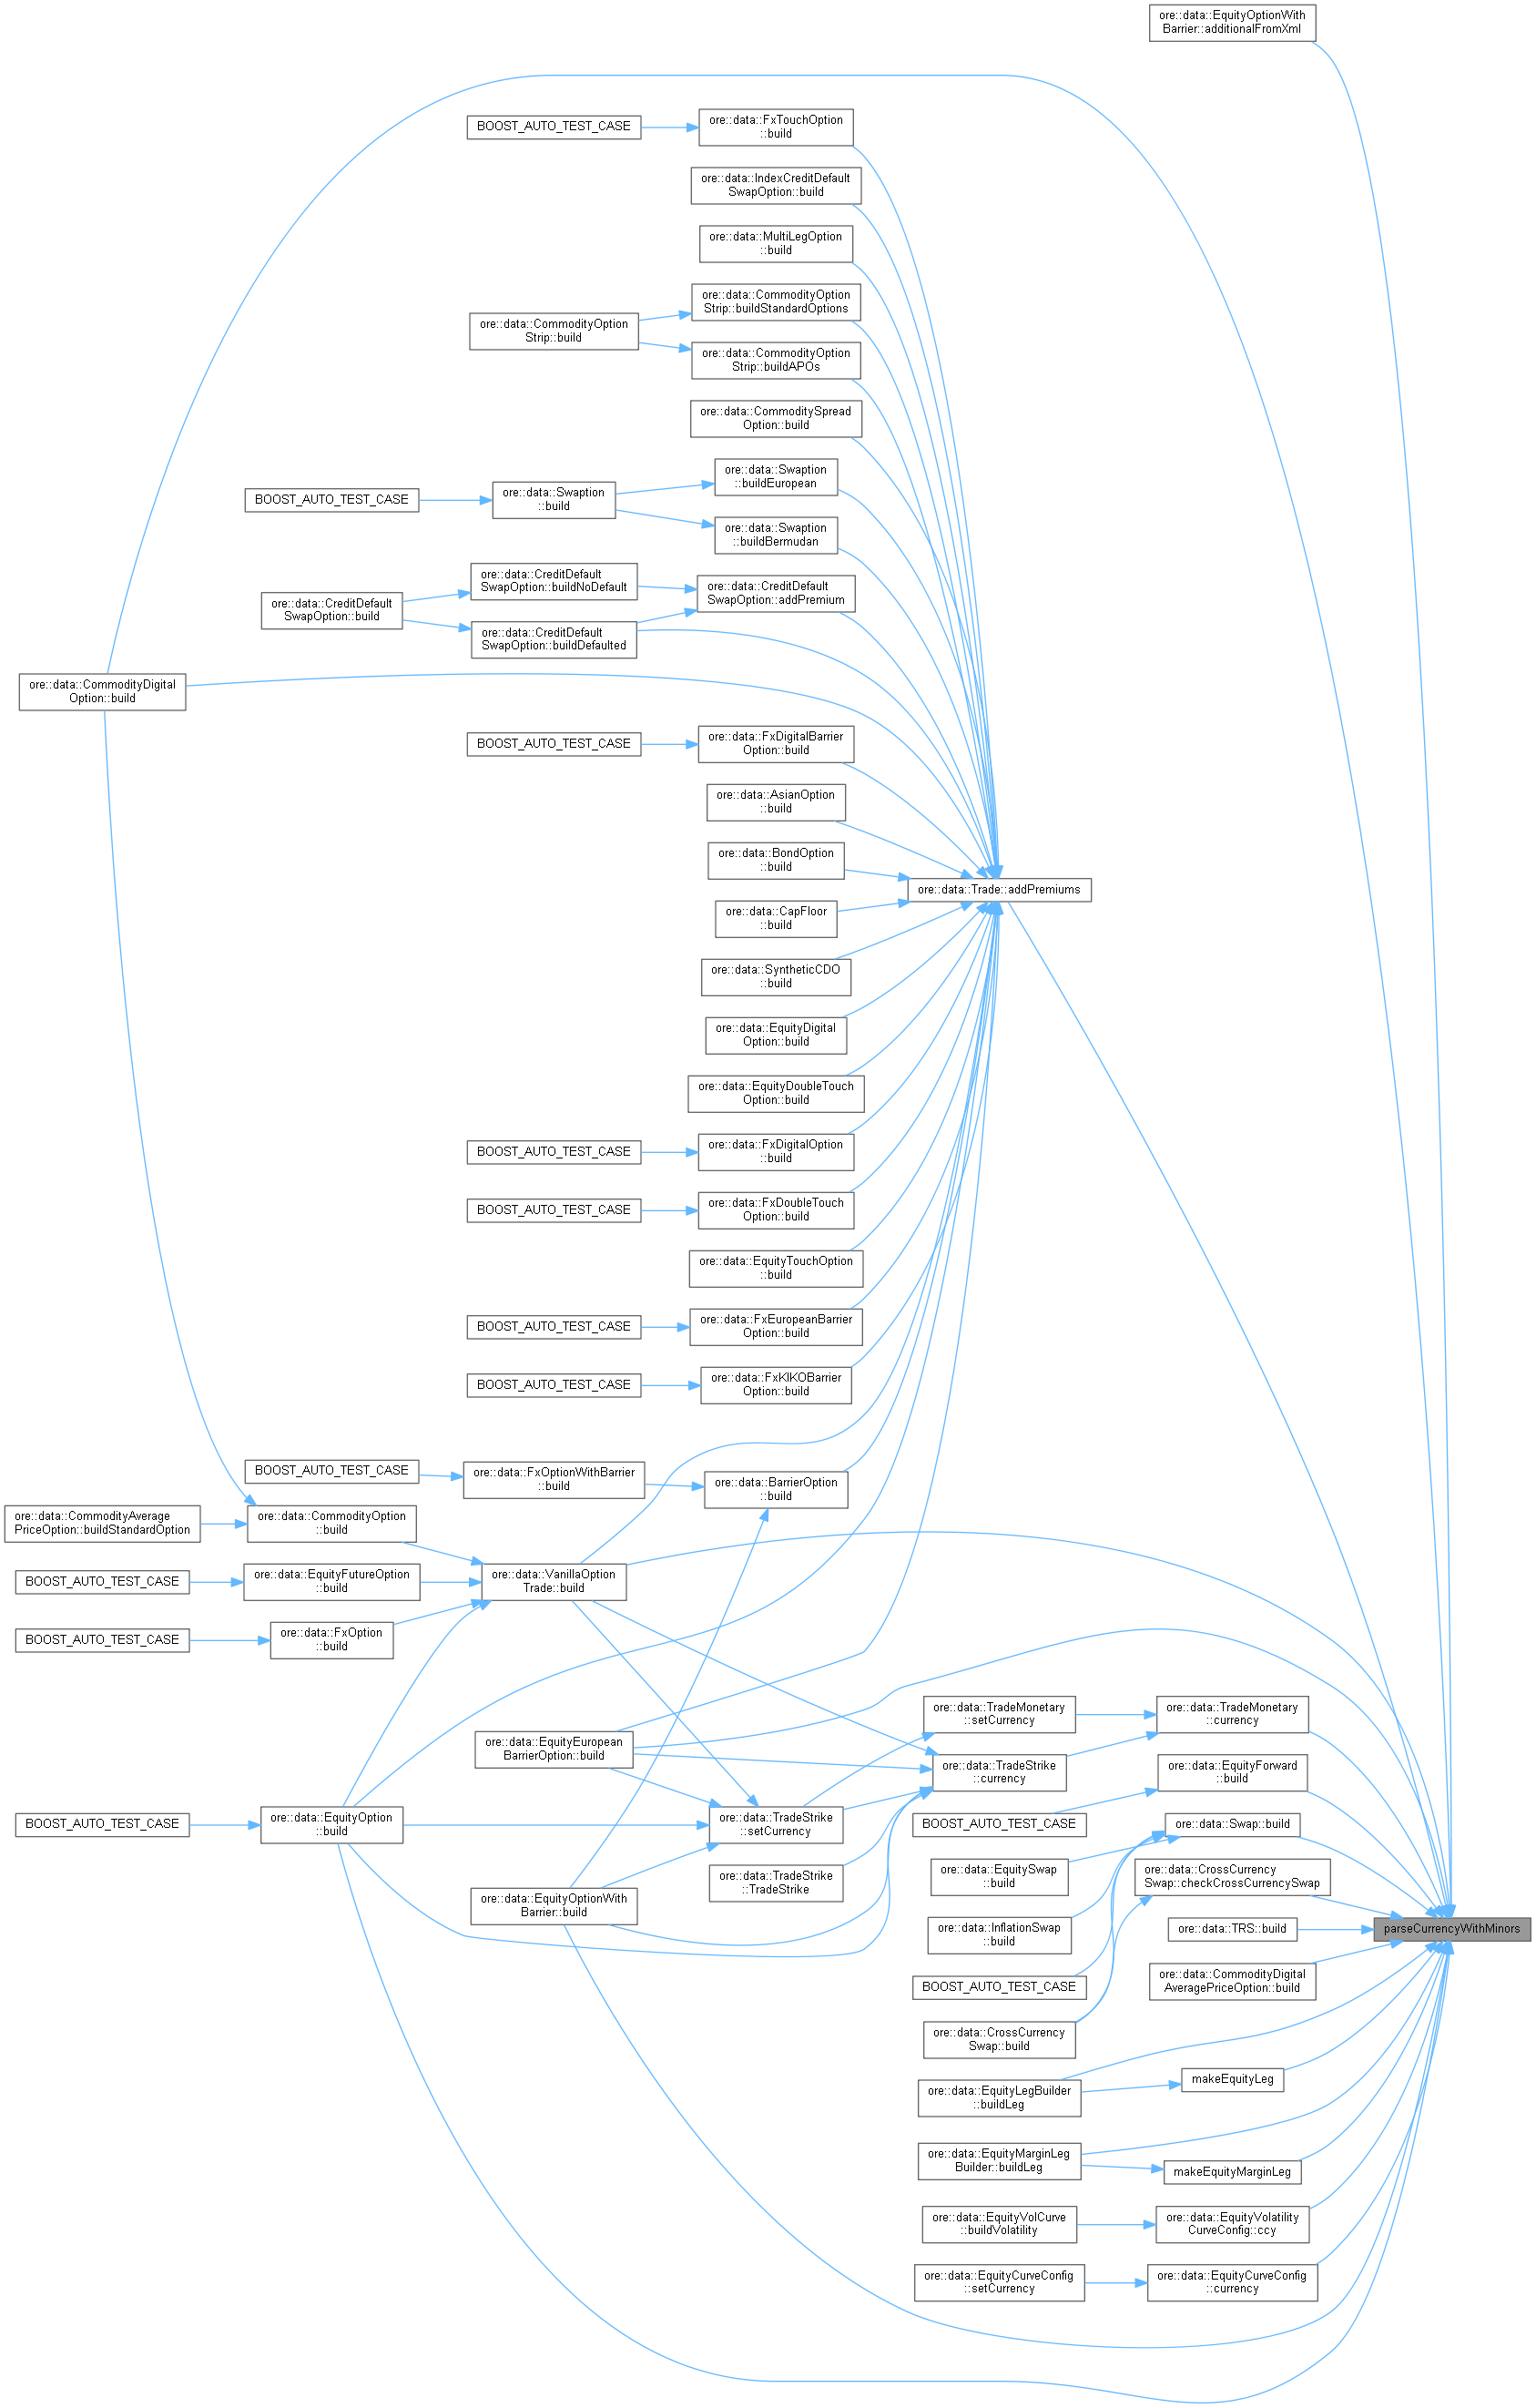 ore::data::EquityOptionWith
Barrier::additionalFromXml
ore::data::FxTouchOption
::build
BOOST_AUTO_TEST_CASE
ore::data::IndexCreditDefault
SwapOption::build
ore::data::MultiLegOption
::build
ore::data::CommodityOption
Strip::buildStandardOptions
ore::data::CommodityOption
Strip::build
ore::data::CommodityOption
Strip::buildAPOs
ore::data::CommoditySpread
Option::build
ore::data::Swaption
::buildEuropean
BOOST_AUTO_TEST_CASE
ore::data::Swaption
::build
ore::data::Swaption
::buildBermudan
ore::data::CreditDefault
SwapOption::buildNoDefault
ore::data::CreditDefault
SwapOption::addPremium
ore::data::CreditDefault
SwapOption::build
ore::data::CreditDefault
SwapOption::buildDefaulted
ore::data::CommodityDigital
Option::build
BOOST_AUTO_TEST_CASE
ore::data::FxDigitalBarrier
Option::build
ore::data::AsianOption
::build
ore::data::BondOption
::build
ore::data::Trade::addPremiums
ore::data::CapFloor
::build
ore::data::SyntheticCDO
::build
ore::data::EquityDigital
Option::build
ore::data::EquityDoubleTouch
Option::build
BOOST_AUTO_TEST_CASE
ore::data::FxDigitalOption
::build
BOOST_AUTO_TEST_CASE
ore::data::FxDoubleTouch
Option::build
ore::data::EquityTouchOption
::build
BOOST_AUTO_TEST_CASE
ore::data::FxEuropeanBarrier
Option::build
BOOST_AUTO_TEST_CASE
ore::data::FxKIKOBarrier
Option::build
BOOST_AUTO_TEST_CASE
ore::data::FxOptionWithBarrier
::build
ore::data::BarrierOption
::build
ore::data::CommodityAverage
PriceOption::buildStandardOption
ore::data::CommodityOption
::build
BOOST_AUTO_TEST_CASE
ore::data::EquityFutureOption
::build
ore::data::VanillaOption
Trade::build
BOOST_AUTO_TEST_CASE
ore::data::FxOption
::build
ore::data::TradeMonetary
::setCurrency
ore::data::TradeMonetary
::currency
ore::data::EquityEuropean
BarrierOption::build
ore::data::TradeStrike
::currency
ore::data::EquityForward
::build
BOOST_AUTO_TEST_CASE
ore::data::EquityOption
::build
ore::data::TradeStrike
::setCurrency
BOOST_AUTO_TEST_CASE
ore::data::Swap::build
ore::data::TradeStrike
::TradeStrike
ore::data::EquitySwap
::build
ore::data::CrossCurrency
Swap::checkCrossCurrencySwap
ore::data::EquityOptionWith
Barrier::build
ore::data::InflationSwap
::build
ore::data::TRS::build
parseCurrencyWithMinors
BOOST_AUTO_TEST_CASE
ore::data::CommodityDigital
AveragePriceOption::build
ore::data::CrossCurrency
Swap::build
ore::data::EquityLegBuilder
::buildLeg
makeEquityLeg
ore::data::EquityMarginLeg
Builder::buildLeg
makeEquityMarginLeg
ore::data::EquityVolCurve
::buildVolatility
ore::data::EquityVolatility
CurveConfig::ccy
ore::data::EquityCurveConfig
::setCurrency
ore::data::EquityCurveConfig
::currency